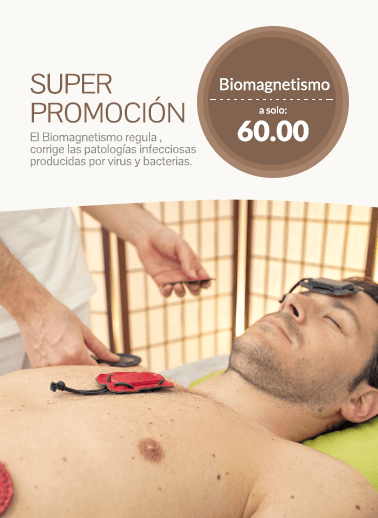 SUPER
PROMOCIÓN
El Biomagnetismo regula ,
corrige las patologías infecciosas
producidas por virus y bacterias.
Biomagnetismo
a solo:
60.00